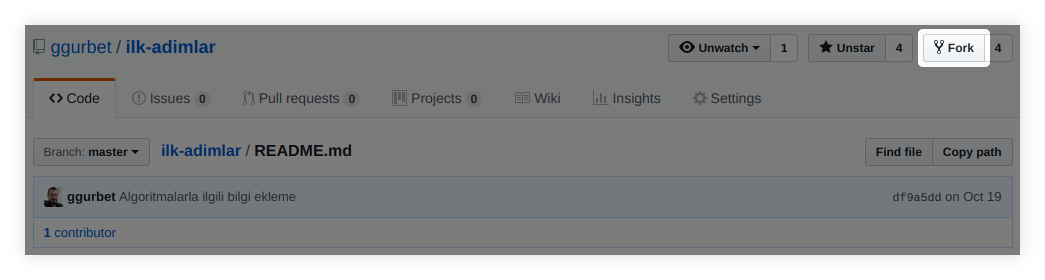 ggurbet / ilk-adimlar Unwatch 1 Unstar 4 Fork 4
Code Issues 0 Pull requests 0 Projects 0 Wiki Insights Settings
Branch: master ilk-adimlar / README.md Find file Copy path
ggurbet Algoritmalarla ilgili bilgi ekleme df9a5dd on Oct 19
1 contributor